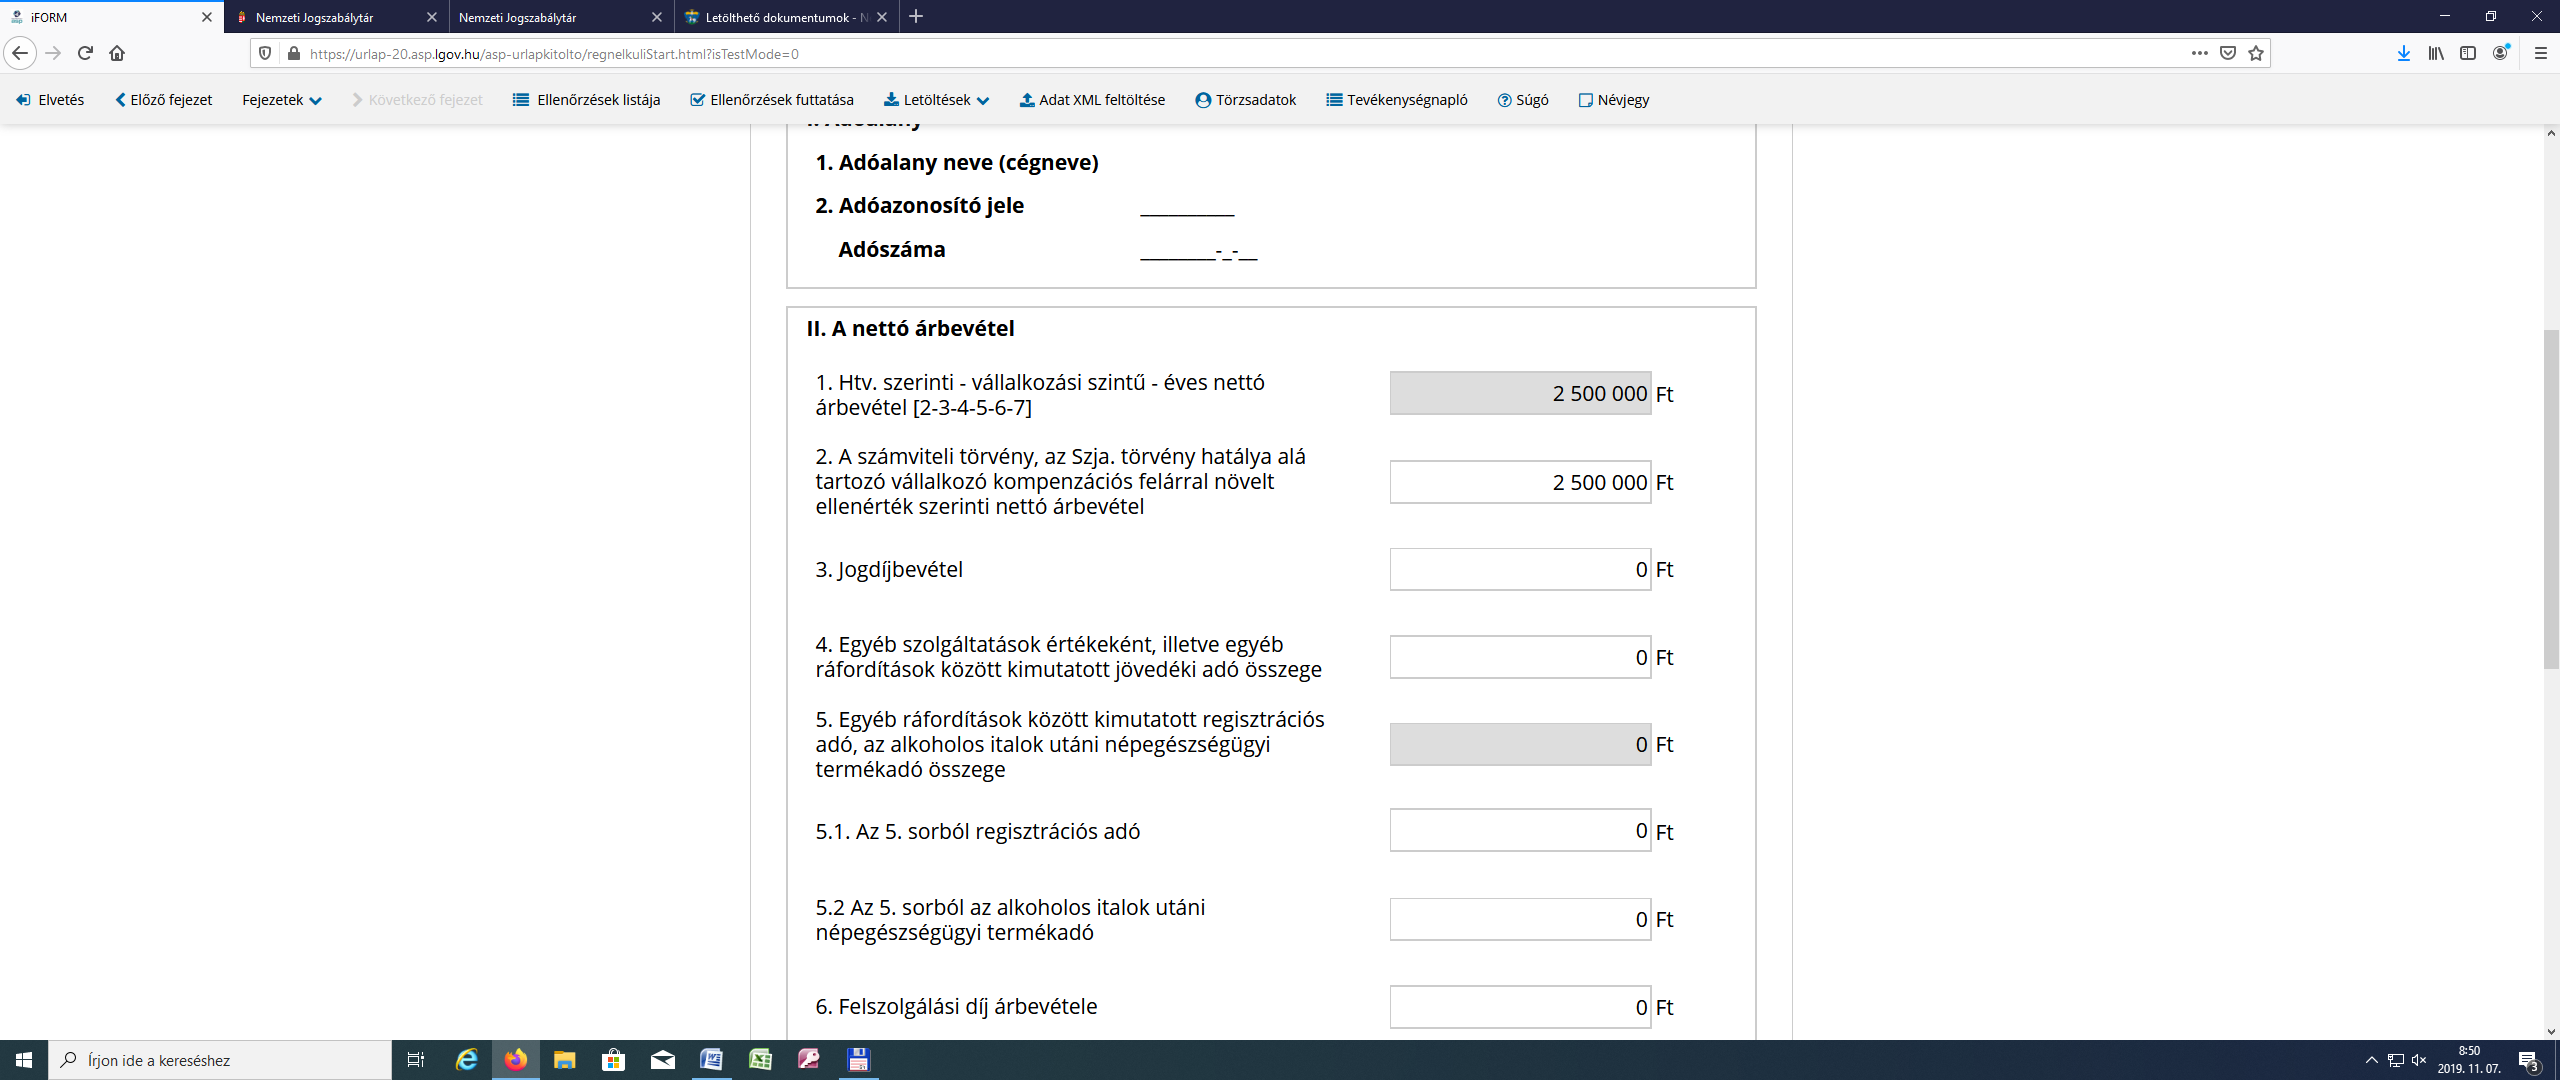 iFORM
Nemzeti Jogszabálytár
Nemzeti Jogszabálytár
Letölthető dokumentumok - N
https://urlap-20.asp.lgov.hu/asp-urlapkitolto/regnelkuliStart.html?isTestMode=0
Elvetés
Előző fejezet
Fejezetek
Következő fejezet
Ellenőrzések listája
Ellenőrzések futtatása
Letöltések
Adat XML feltöltése
Törzsadatok
Tevékenységnapló
Súgó
Névjegy
1. Adóalany neve (cégneve)
2. Adóazonosító jele __________
Adószáma ________-_-__
II. A nettó árbevétel
1. Htv. szerinti - vállalkozási szintű - éves nettó
árbevétel [2-3-4-5-6-7]
2 500 000 Ft
2. A számviteli törvény, az Szja. törvény hatálya alá
tartozó vállalkozó kompenzációs felárral növelt
ellenérték szerinti nettó árbevétel
2 500 000 Ft
3. Jogdíjbevétel
0 Ft
4. Egyéb szolgáltatások értékeként, illetve egyéb
ráfordítások között kimutatott jövedéki adó összege
0 Ft
5. Egyéb ráfordítások között kimutatott regisztrációs
adó, az alkoholos italok utáni népegészségügyi
termékadó összege
0 Ft
5.1. Az 5. sorból regisztrációs adó
0 Ft
5.2 Az 5. sorból az alkoholos italok utáni
népegészségügyi termékadó
0 Ft
6. Felszolgálási díj árbevétele
0 Ft
Írjon ide a kereséshez
8:50
2019. 11. 07.
3